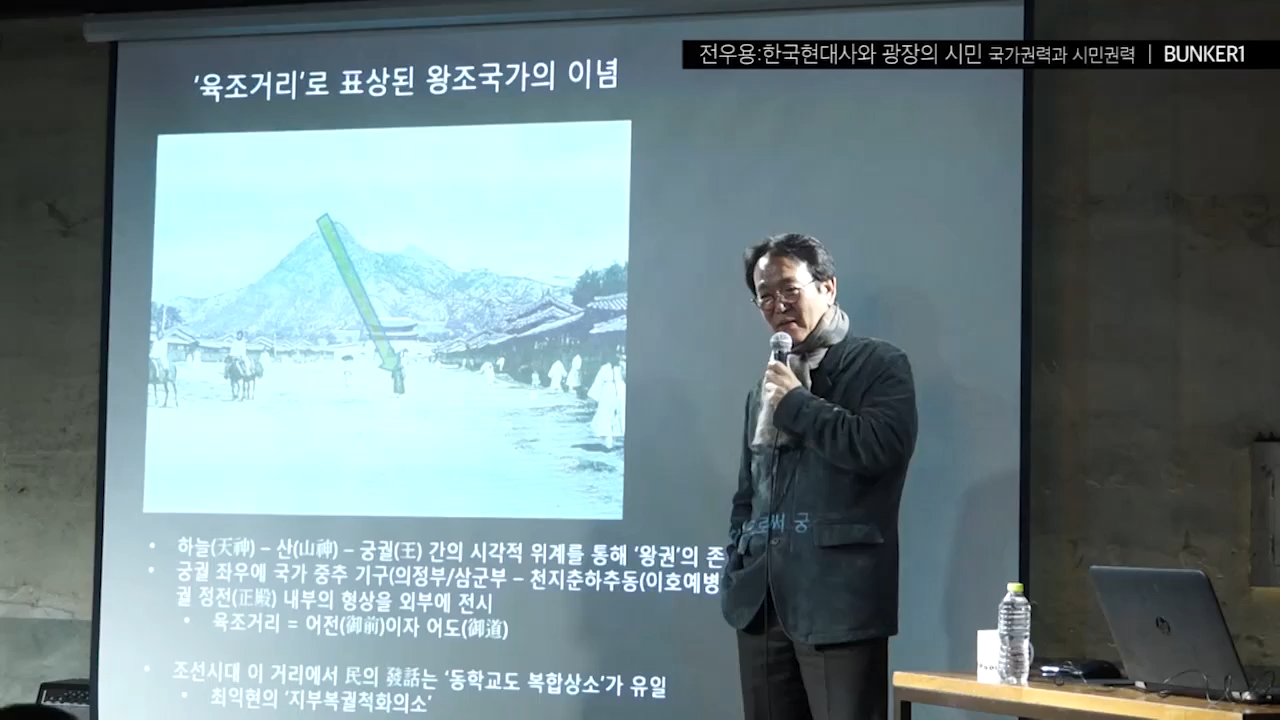 전우용:한국현대사와 광장의 시민 국가권력과 시민권력 | BUNKER1
'육조거리'로 표상된 왕조국가의 이념
• 하늘(天神) – 산(山神) – 궁궐(王) 간의 시각적 위계를 통해 '왕권'의 존
로써 궁
• 궁궐 좌우에 국가 중추 기구(의정부/삼군부 – 천지춘하추동(이호예병
궐 정전(正殿) 내부의 형상을 외부에 전시
• 육조거리 = 어전(御前)이자 어도(御道)
• 조선시대 이 거리에서 民의 發話는 '동학교도 복합상소'가 유일
• 최익현의 '지부복궐척화의소'
hp